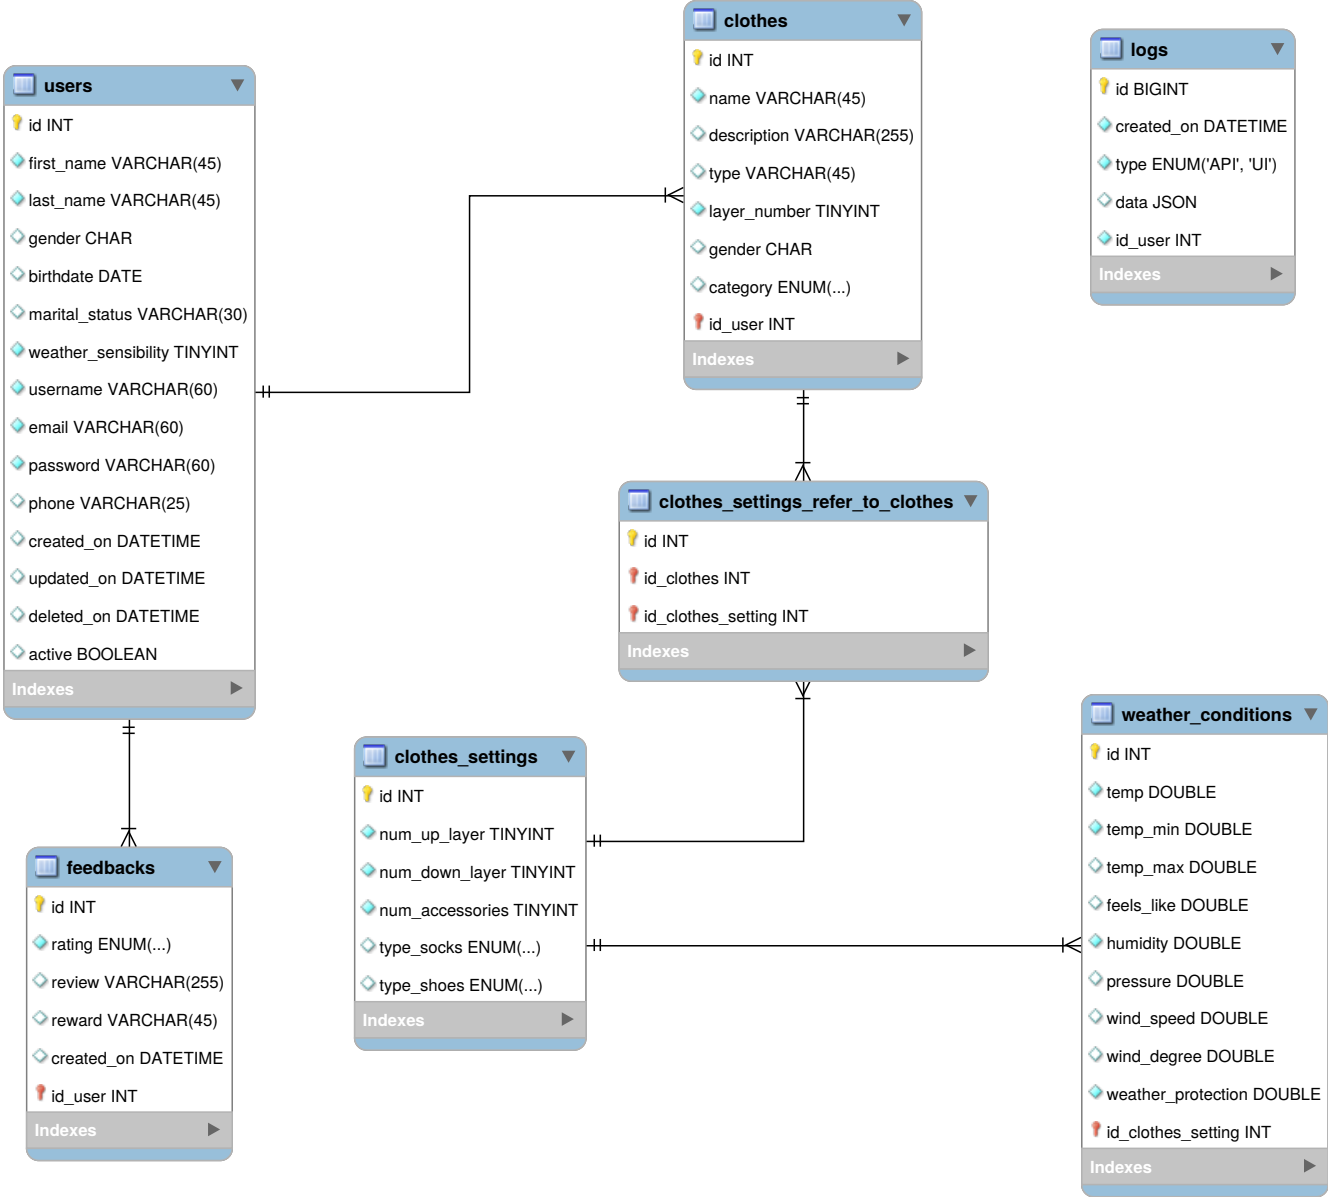 users
id INT
first_name VARCHAR(45)
last_name VARCHAR(45)
gender CHAR
birthdate DATE
marital_status VARCHAR(30)
weather_sensibility TINYINT
username VARCHAR(60)
email VARCHAR(60)
password VARCHAR(60)
phone VARCHAR(25)
created_on DATETIME
updated_on DATETIME
deleted_on DATETIME
active BOOLEAN
Indexes
clothes
id INT
name VARCHAR(45)
description VARCHAR(255)
type VARCHAR(45)
layer_number TINYINT
gender CHAR
category ENUM(...)
id_user INT
Indexes
logs
id BIGINT
created_on DATETIME
type ENUM('API', 'UI')
data JSON
id_user INT
Indexes
clothes_settings_refer_to_clothes
id INT
id_clothes INT
id_clothes_setting INT
Indexes
clothes_settings
id INT
num_up_layer TINYINT
num_down_layer TINYINT
num_accessories TINYINT
type_socks ENUM(...)
type_shoes ENUM(...)
Indexes
weather_conditions
id INT
temp DOUBLE
temp_min DOUBLE
temp_max DOUBLE
feels_like DOUBLE
humidity DOUBLE
pressure DOUBLE
wind_speed DOUBLE
wind_degree DOUBLE
weather_protection DOUBLE
id_clothes_setting INT
Indexes
feedbacks
id INT
rating ENUM(...)
review VARCHAR(255)
reward VARCHAR(45)
created_on DATETIME
id_user INT
Indexes